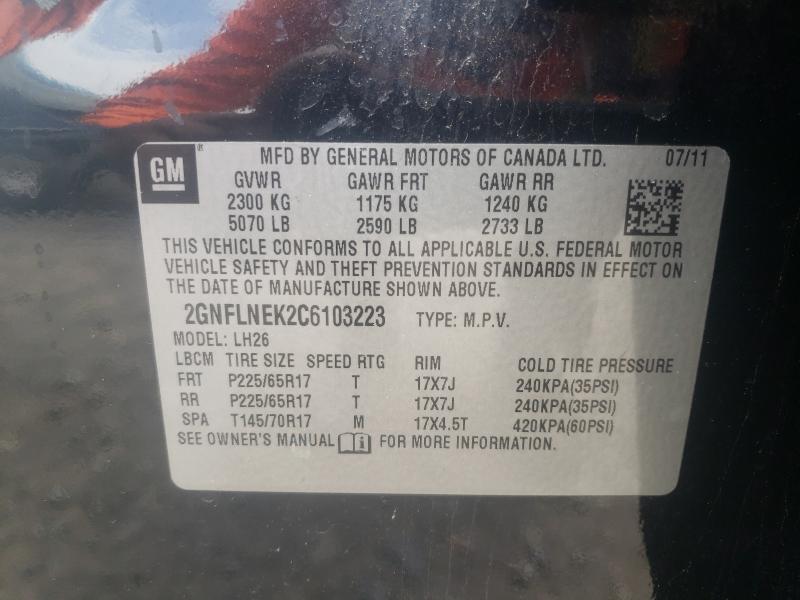 GM ® MFD BY GENERAL MOTORS OF CANADA LTD. 07/11
GVWR GAWR FRT GAWR RR
2300 KG 1175 KG 1240 KG
5070 LB 2590 LB 2733 LB
THIS VEHICLE CONFORMS TO ALL APPLICABLE U.S. FEDERAL MOTOR
VEHICLE SAFETY AND THEFT PREVENTION STANDARDS IN EFFECT ON
THE DATE OF MANUFACTURE SHOWN ABOVE.
2GNFLNEK2C6103223 TYPE: M.P.V.
MODEL: LH26
LBCM TIRE SIZE SPEED RTG RIM COLD TIRE PRESSURE
FRT P225/65R17 T 17X7J 240KPA(35PSI)
RR P225/65R17 T 17X7J 240KPA(35PSI)
SPA T145/70R17 M 17X4.5T 420KPA(60PSI)
SEE OWNER'S MANUAL i FOR MORE INFORMATION.